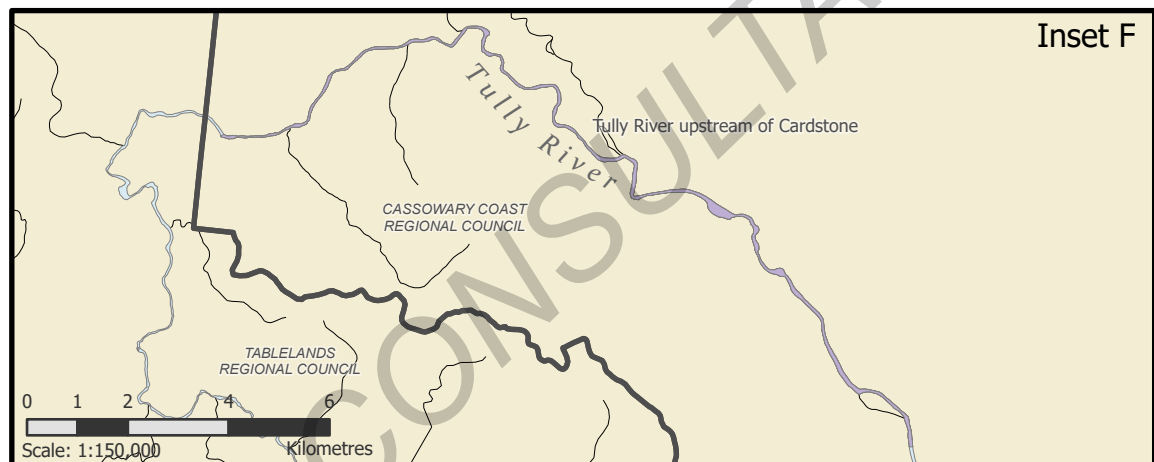 Inset F
Tully River
Tully River upstream of Cardstone
CASSOWARY COAST
REGIONAL COUNCIL
TABLELANDS
REGIONAL COUNCIL
0 1 2 4 6
Scale: 1:150,000 Kilometres
CONSULTA